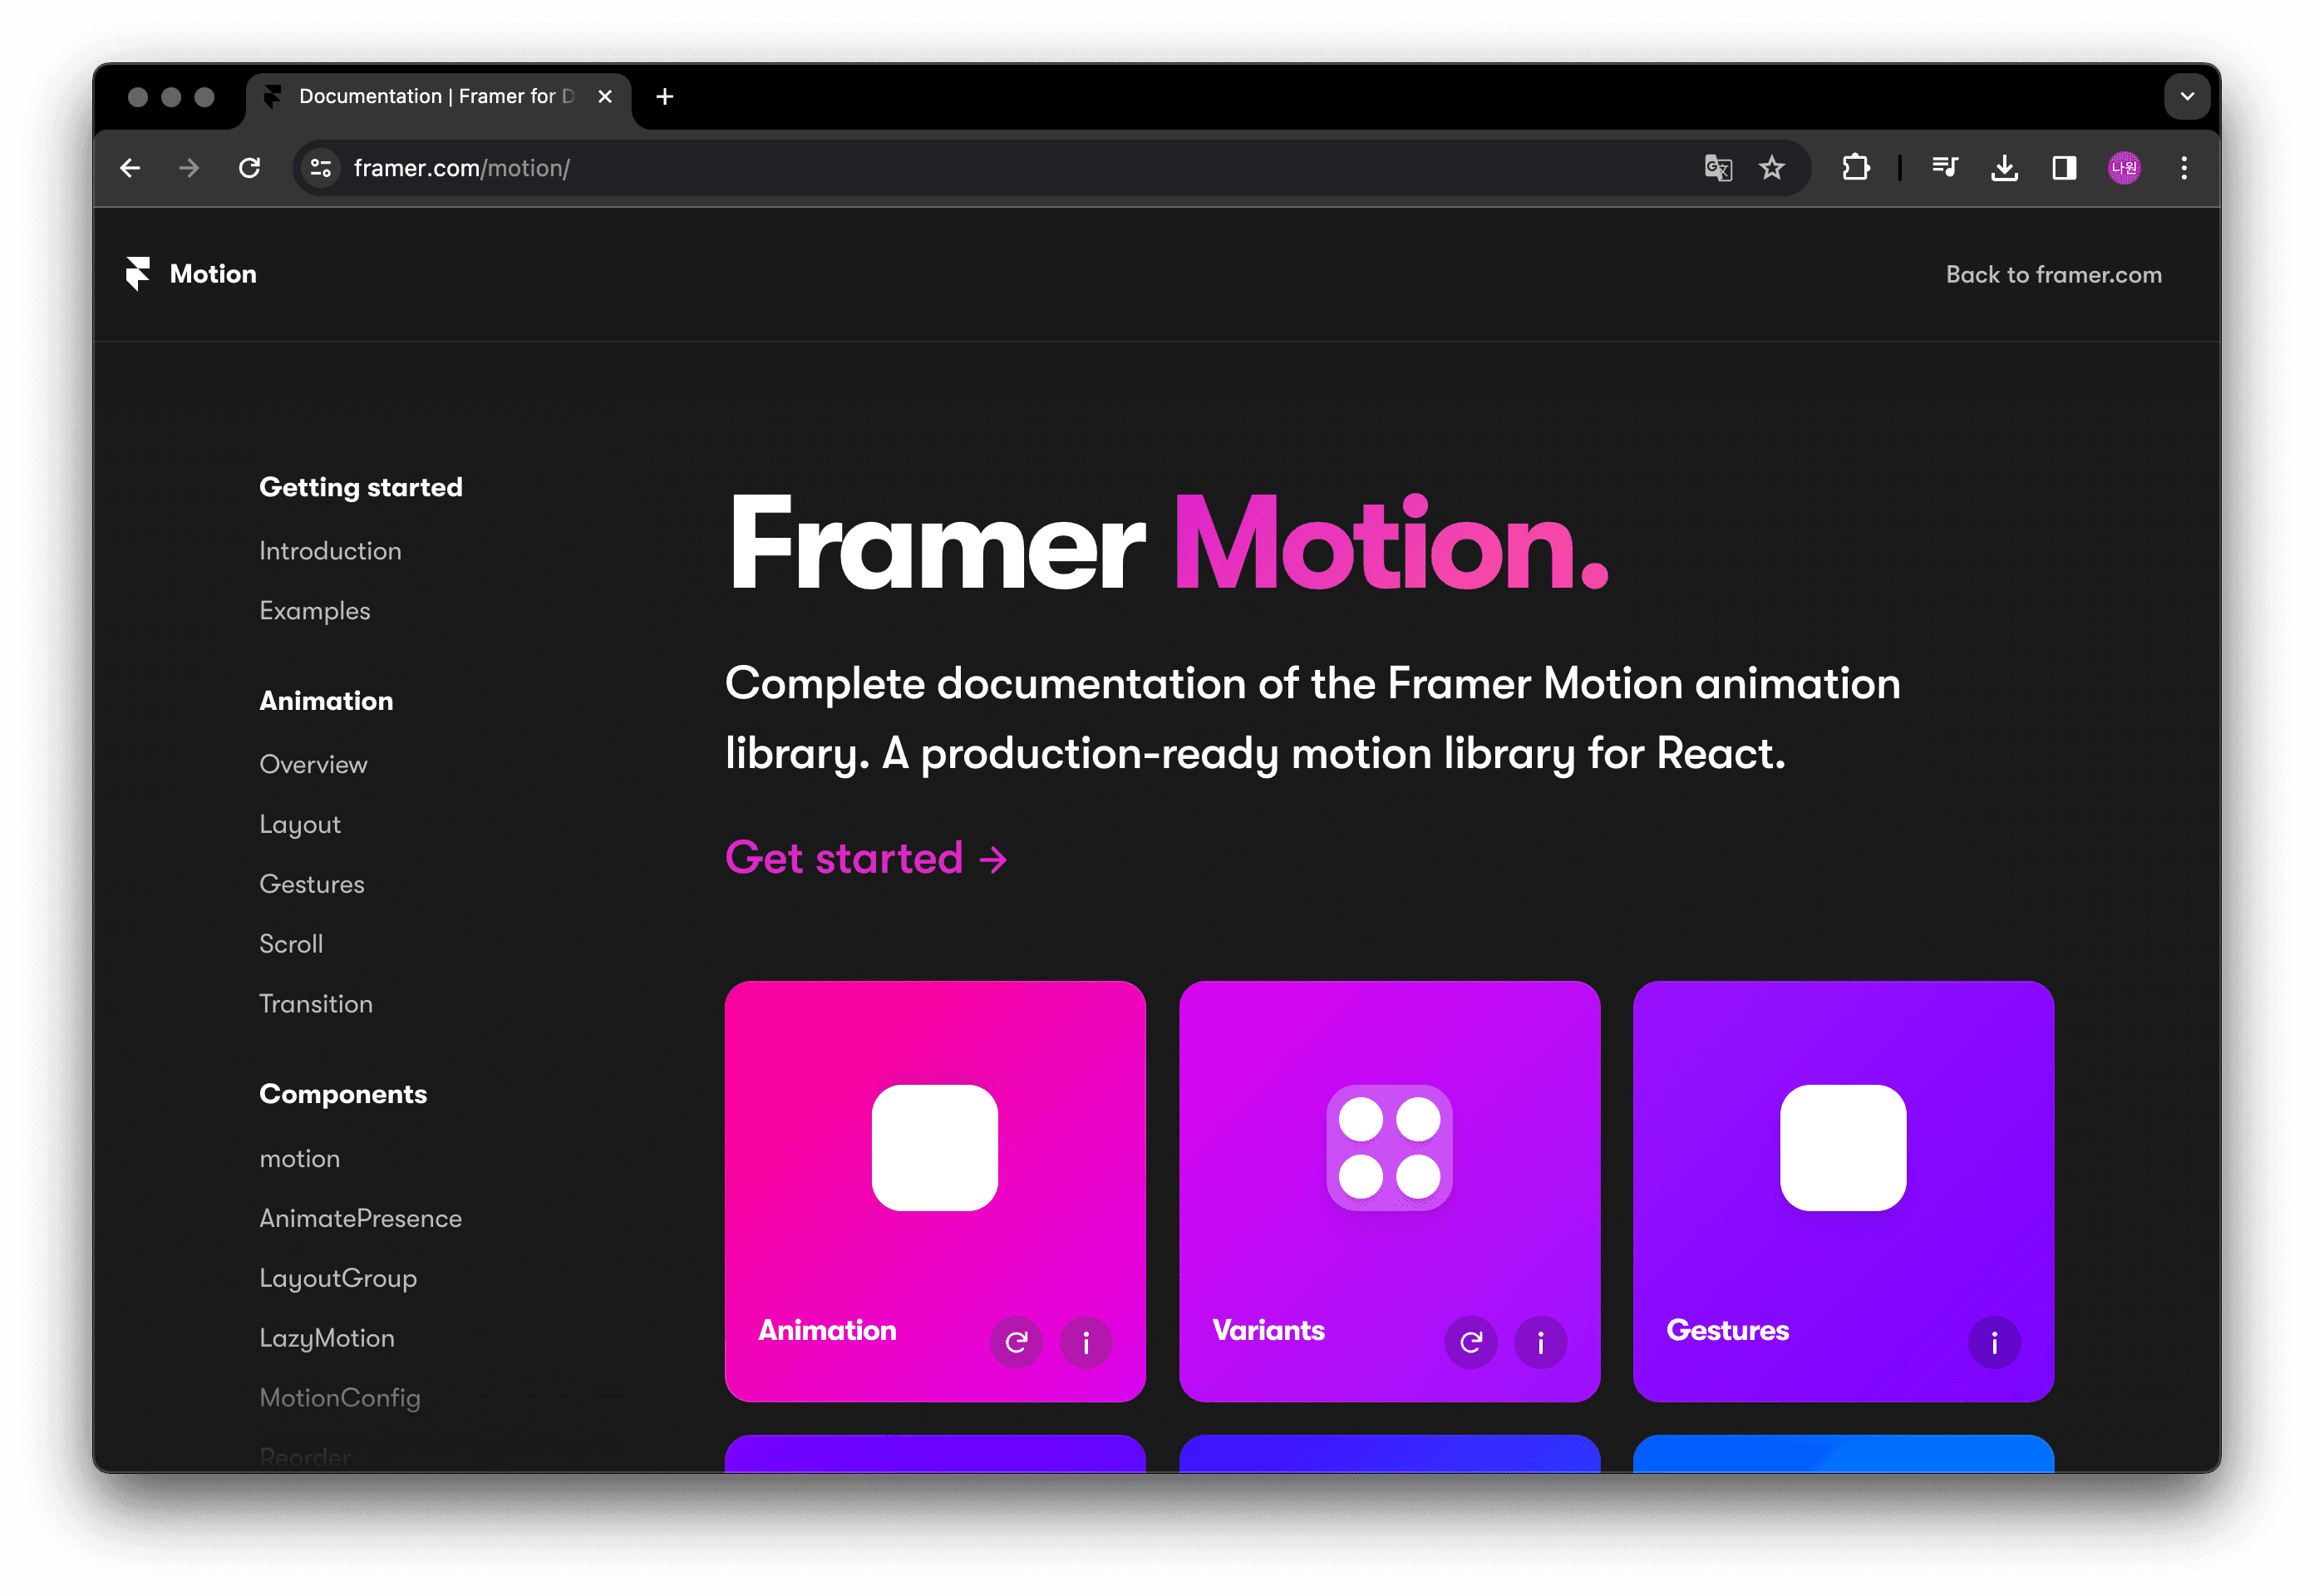 Documentation | Framer for D
framer.com/motion/
나원
Motion
Back to framer.com
Getting started
Introduction
Examples
Animation
Overview
Layout
Gestures
Scroll
Transition
Components
motion
AnimatePresence
LayoutGroup
LazyMotion
MotionConfig
Reorder
Framer Motion.
Complete documentation of the Framer Motion animation
library. A production-ready motion library for React.
Get started →
Animation
Variants
Gestures